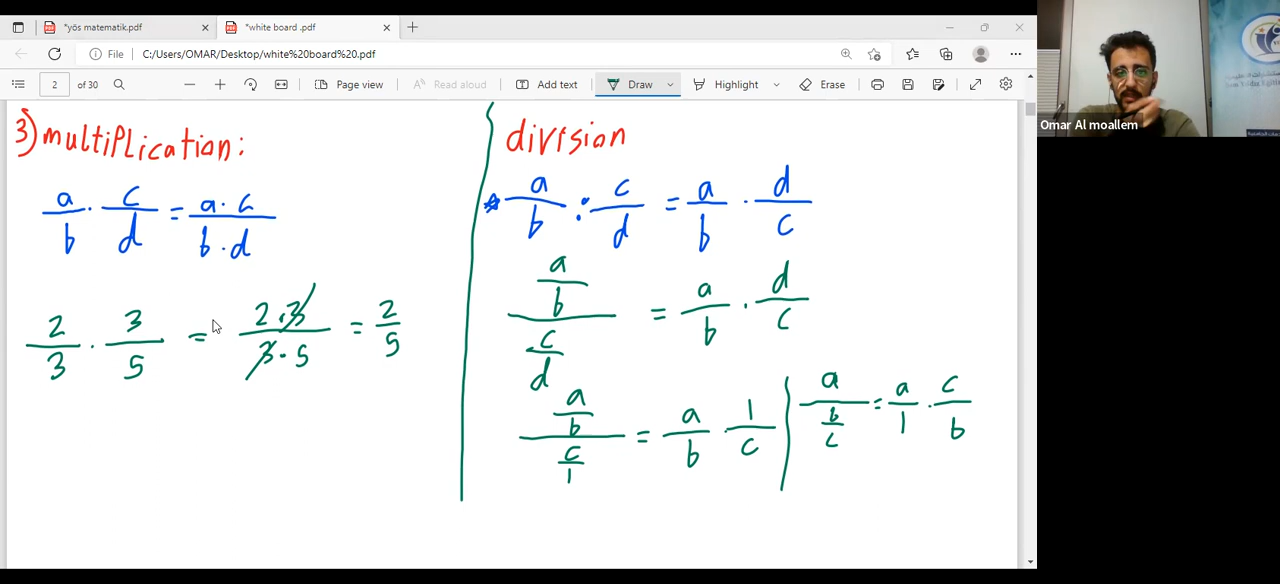 *yös matematik.pdf
*white board .pdf
File
C:/Users/OMAR/Desktop/white%20board%20.pdf
2 of 30
Page view
Read aloud
Add text
Draw
Highlight
Erase
Omar Al moallem
3) multiplication:
a/b · c/d = a · c / b · d
2/3 · 3/5 = 2 · 3 / 3 · 5 = 2/5
division
* a/b : c/d = a/b · d/c
(a/b)/(c/d) = a/b · d/c
(a/b)/(c/1) = a/b · 1/c
a/(b/c) = a/1 · c/b